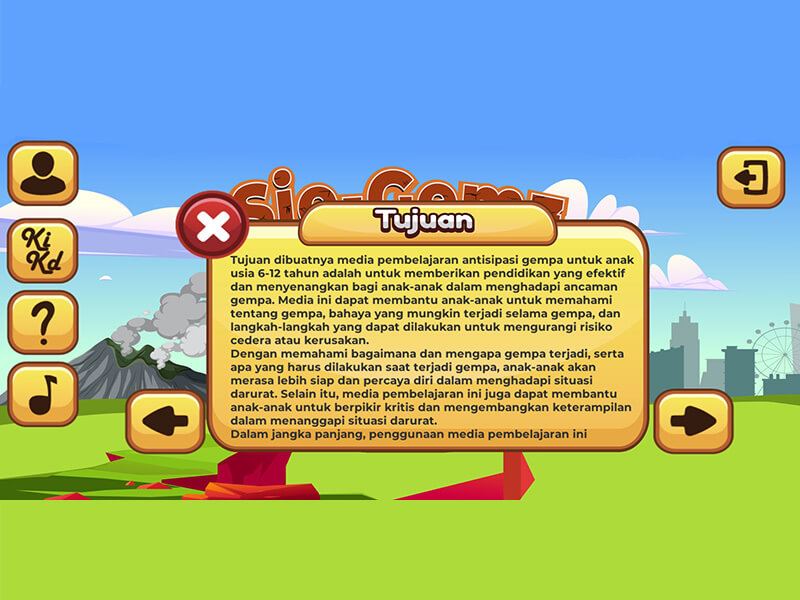 Tujuan
Tujuan dibuatnya media pembelajaran antisipasi gempa untuk anak
usia 6-12 tahun adalah untuk memberikan pendidikan yang efektif
dan menyenangkan bagi anak-anak dalam menghadapi ancaman
gempa. Media ini dapat membantu anak-anak untuk memahami
tentang gempa, bahaya yang mungkin terjadi selama gempa, dan
langkah-langkah yang dapat dilakukan untuk mengurangi risiko
cedera atau kerusakan.
Dengan memahami bagaimana dan mengapa gempa terjadi, serta
apa yang harus dilakukan saat terjadi gempa, anak-anak akan
merasa lebih siap dan percaya diri dalam menghadapi situasi
darurat. Selain itu, media pembelajaran ini juga dapat membantu
anak-anak untuk berpikir kritis dan mengembangkan keterampilan
dalam menanggapi situasi darurat.
Dalam jangka panjang, penggunaan media pembelajaran ini
Ki
Kd
?